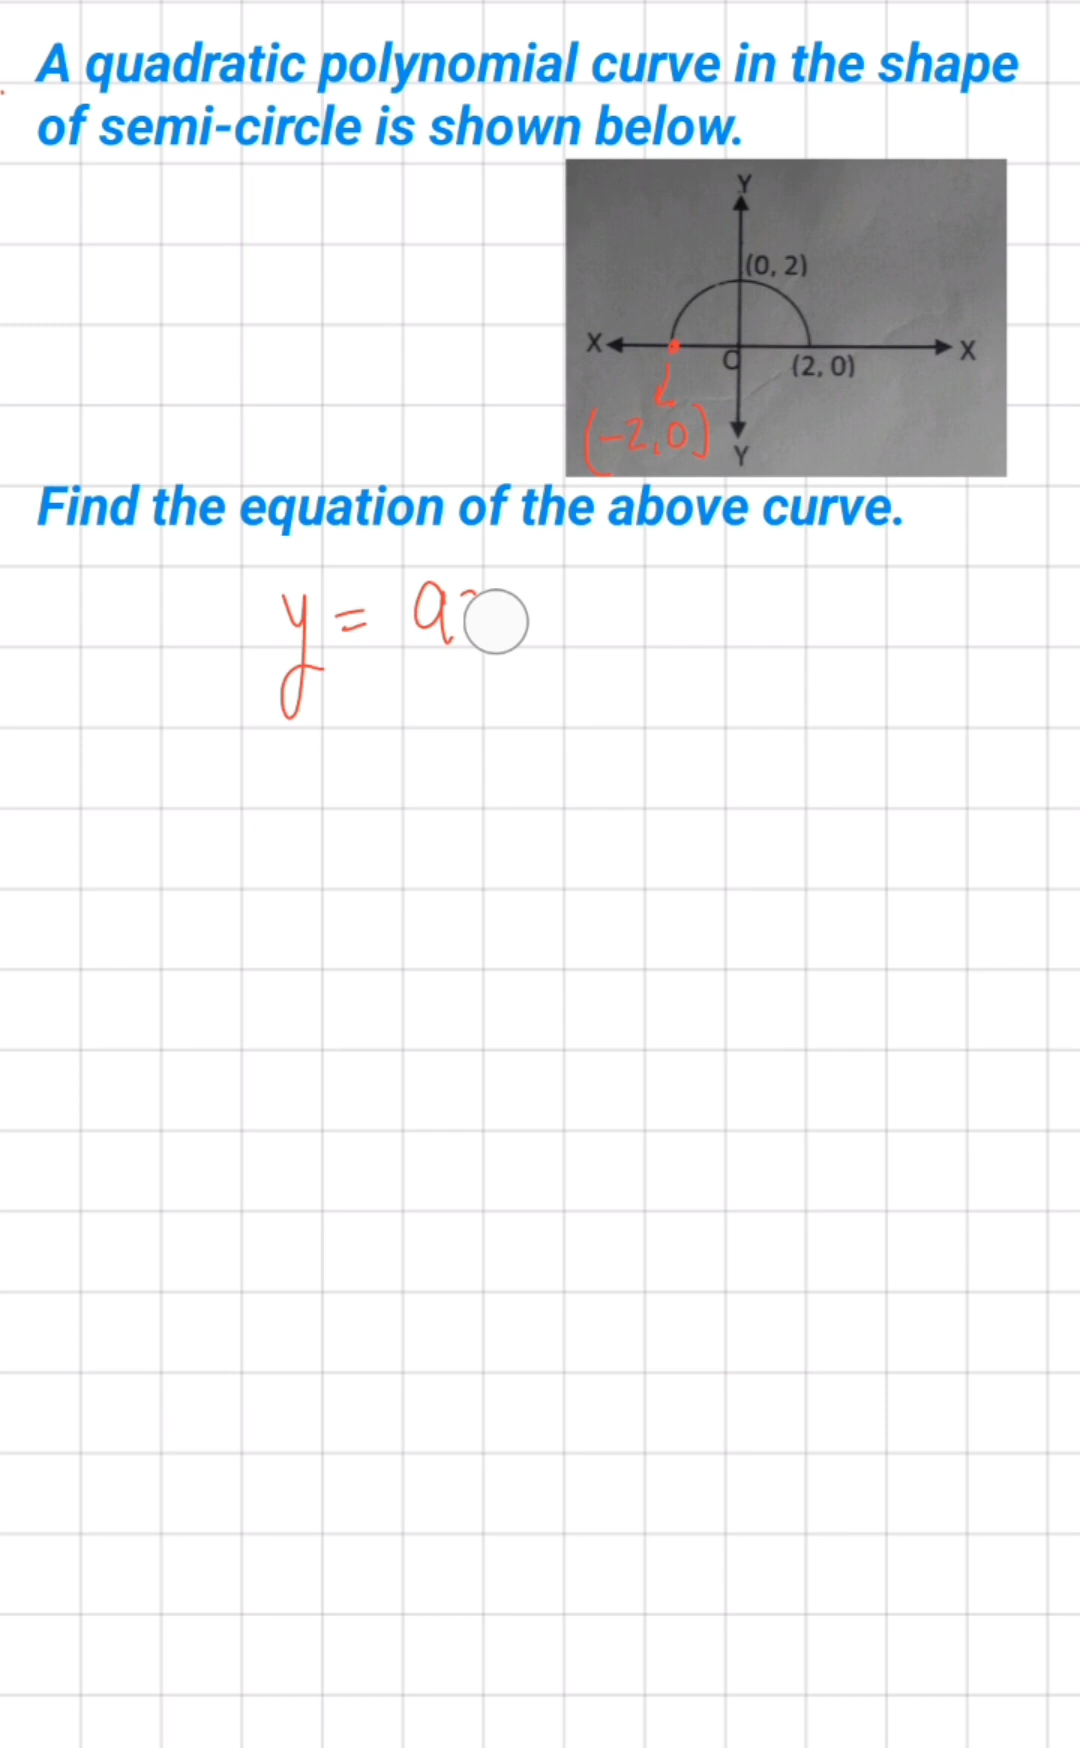 A quadratic polynomial curve in the shape
of semi-circle is shown below.
Y
(0, 2)
X
X
O
(2, 0)
(-2,0)
Y
Find the equation of the above curve.
y = a